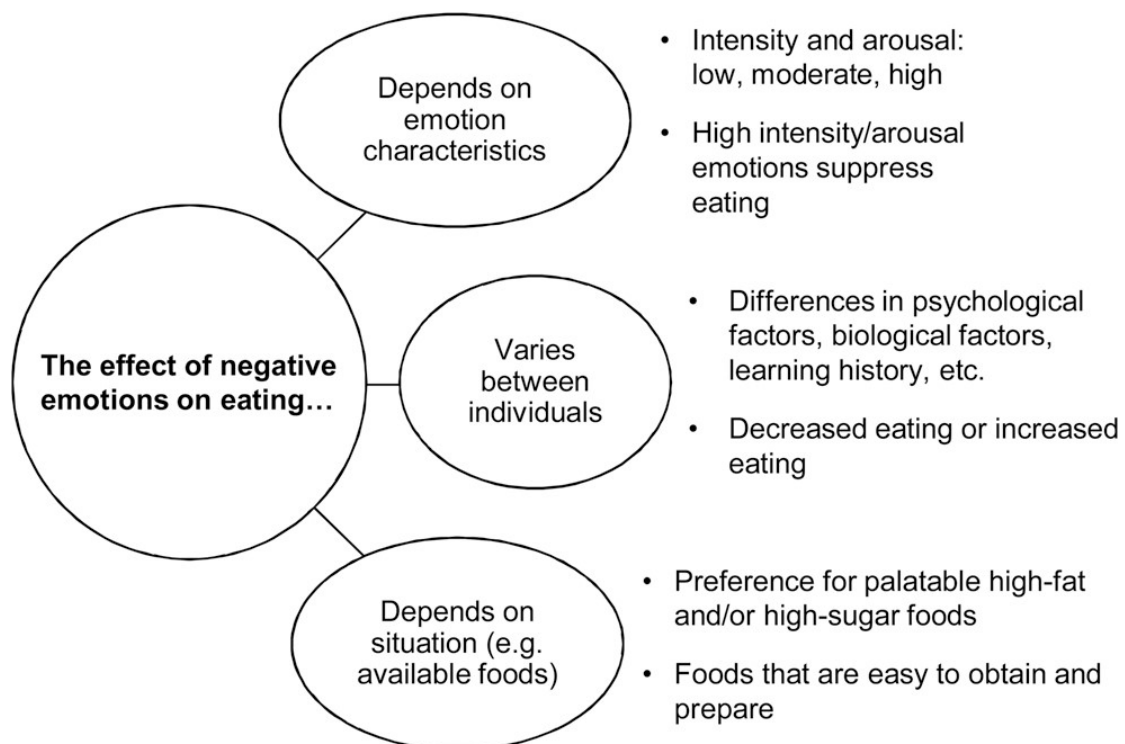 Depends on
emotion
characteristics
• Intensity and arousal:
low, moderate, high
• High intensity/arousal
emotions suppress
eating
The effect of negative
emotions on eating…
Varies
between
individuals
• Differences in psychological
factors, biological factors,
learning history, etc.
• Decreased eating or increased
eating
Depends on
situation (e.g.
available foods)
• Preference for palatable high-fat
and/or high-sugar foods
• Foods that are easy to obtain and
prepare